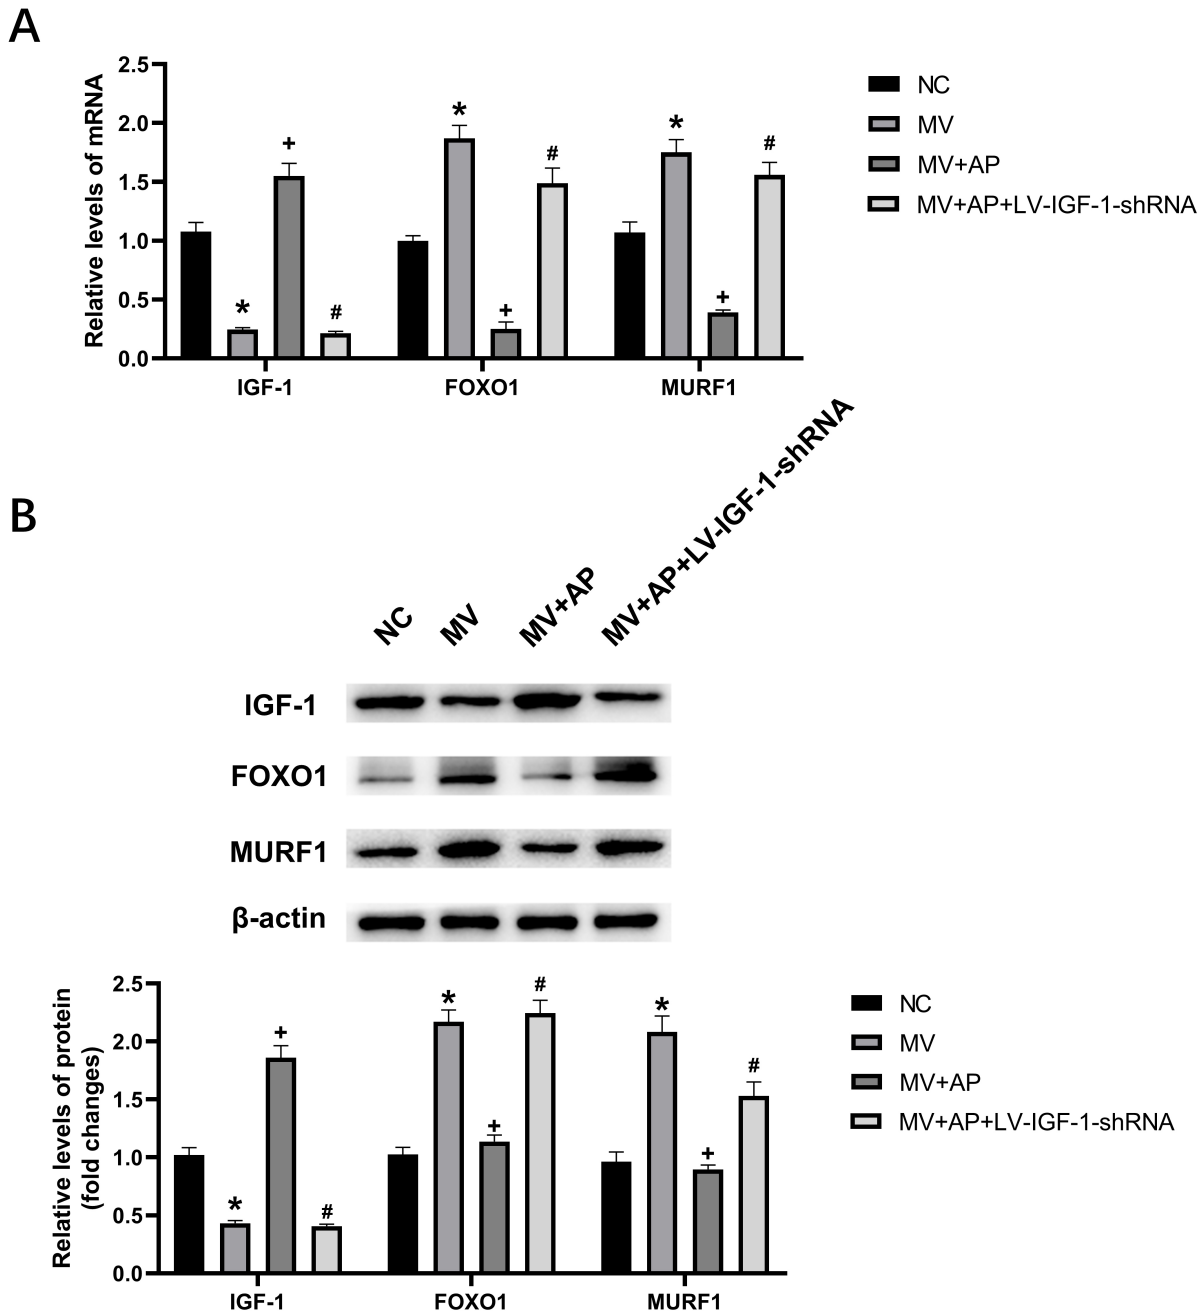 A
Relative levels of mRNA
2.5
2.0
1.5
1.0
0.5
0.0
*
#
+
*
+
#
*
+
#
IGF-1
FOXO1
MURF1
NC
MV
MV+AP
MV+AP+LV-IGF-1-shRNA
B
NC
MV
MV+AP
MV+AP+LV-IGF-1-shRNA
IGF-1
FOXO1
MURF1
β-actin
Relative levels of protein
(fold changes)
2.5
2.0
1.5
1.0
0.5
0.0
*
+
#
*
+
#
*
+
#
IGF-1
FOXO1
MURF1
NC
MV
MV+AP
MV+AP+LV-IGF-1-shRNA